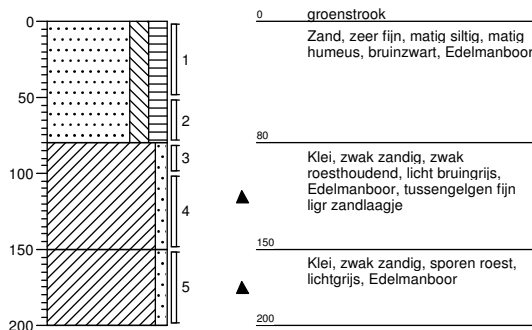 0
50
100
150
200
1
2
3
4
5
0
groenstrook
Zand, zeer fijn, matig siltig, matig
humeus, bruinzwart, Edelmanboor
80
Klei, zwak zandig, zwak
roesthoudend, licht bruingrijs,
Edelmanboor, tussengelgen fijn
ligr zandlaagje
150
Klei, zwak zandig, sporen roest,
lichtgrijs, Edelmanboor
200